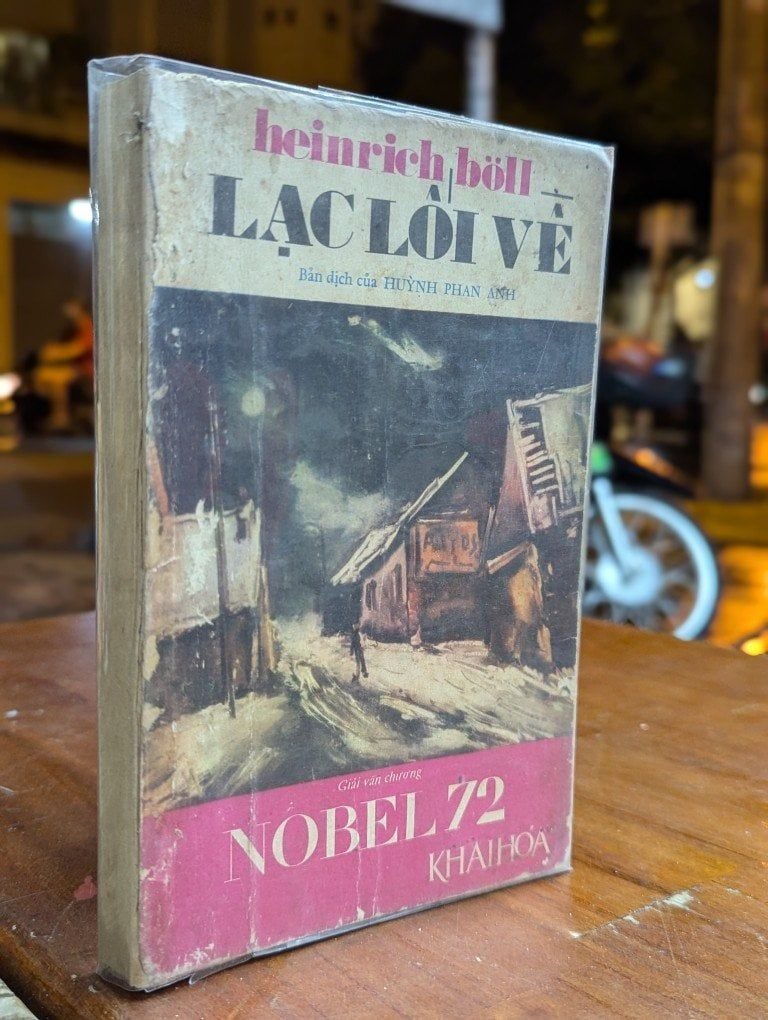 heinrich böll
LẠC LỐI VỀ
Bản dịch của HUỲNH PHAN ANH
Giải văn chương
NOBEL 72
KHAI HÓA